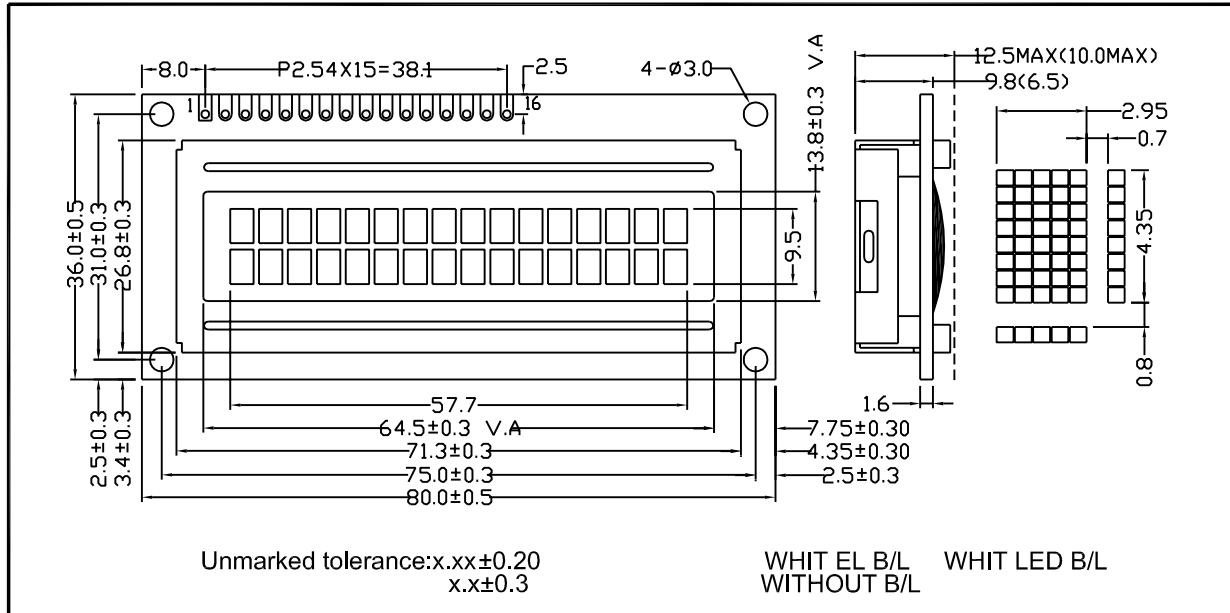 8.0
P2.54X15=38.1
2.5
4-Ø3.0
1
16
36.0±0.5
31.0±0.3
26.8±0.3
2.5±0.3
3.4±0.3
13.8±0.3 V.A
9.5
57.7
64.5±0.3 V.A
71.3±0.3
75.0±0.3
80.0±0.5
7.75±0.30
4.35±0.30
2.5±0.3
12.5MAX(10.0MAX)
9.8(6.5)
1.6
2.95
0.7
4.35
0.8
Unmarked tolerance:x.xx±0.20
x.x±0.3
WHIT EL B/L WHIT LED B/L
WITHOUT B/L